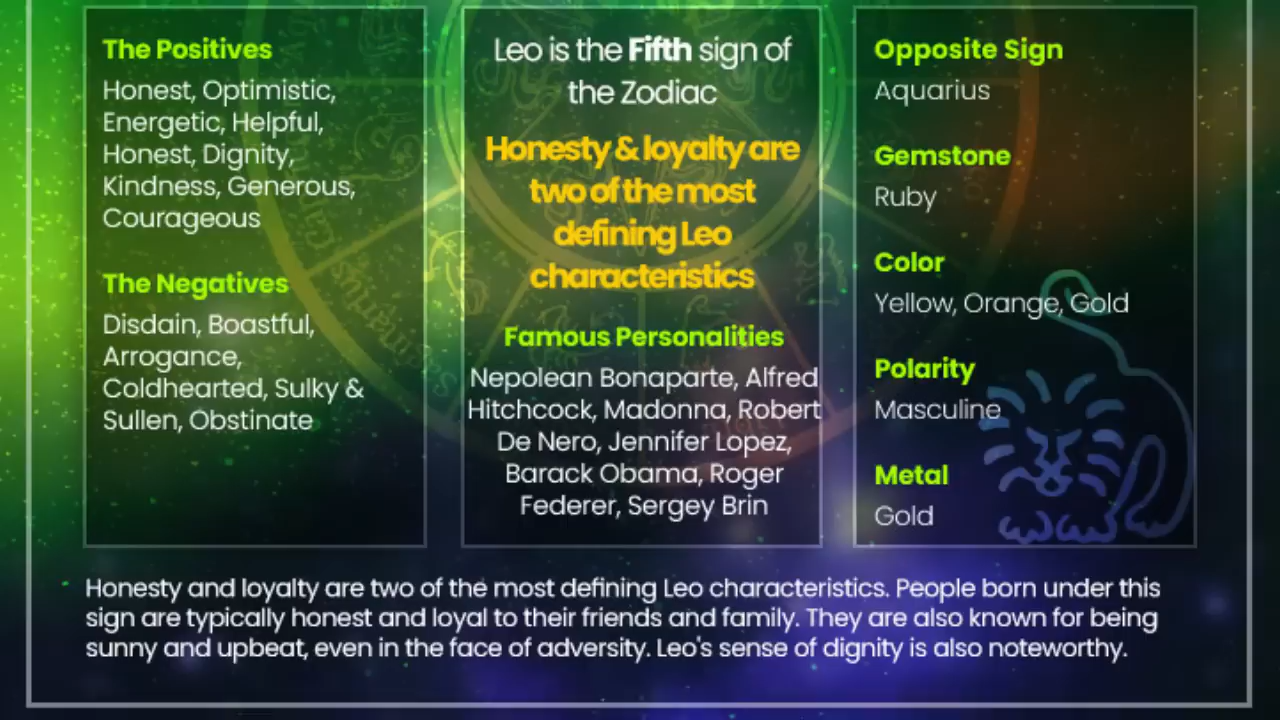 The Positives
Honest, Optimistic,
Energetic, Helpful,
Honest, Dignity,
Kindness, Generous,
Courageous
The Negatives
Disdain, Boastful,
Arrogance,
Coldhearted, Sulky &
Sullen, Obstinate
Leo is the Fifth sign of
the Zodiac
Honesty & loyalty are
two of the most
defining Leo
characteristics
Famous Personalities
Nepolean Bonaparte, Alfred
Hitchcock, Madonna, Robert
De Nero, Jennifer Lopez,
Barack Obama, Roger
Federer, Sergey Brin
Opposite Sign
Aquarius
Gemstone
Ruby
Color
Yellow, Orange, Gold
Polarity
Masculine
Metal
Gold
Honesty and loyalty are two of the most defining Leo characteristics. People born under this
sign are typically honest and loyal to their friends and family. They are also known for being
sunny and upbeat, even in the face of adversity. Leo's sense of dignity is also noteworthy.